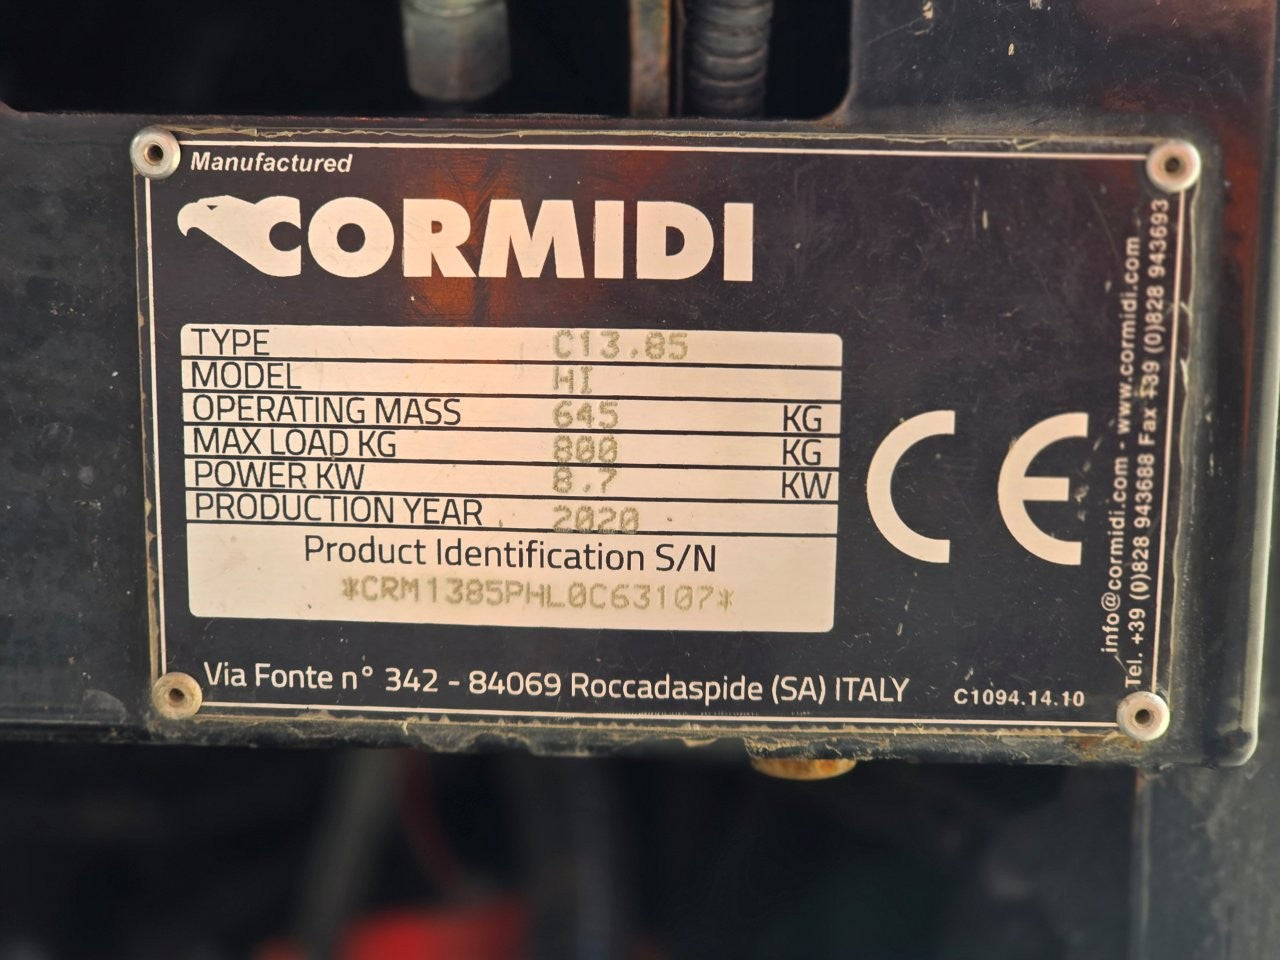 Manufactured
CORMIDI
TYPE C13.85
MODEL HI
OPERATING MASS 645 KG
MAX LOAD KG 800 KG
POWER KW 8.7 KW
PRODUCTION YEAR 2020
Product Identification S/N
*CRM1385PHL0C63107*
CE
Via Fonte n° 342 - 84069 Roccadaspide (SA) ITALY
C1094.14.10
info@cormidi.com - www.cormidi.com
Tel. +39 (0)828 943688 Fax +39 (0)828 943693